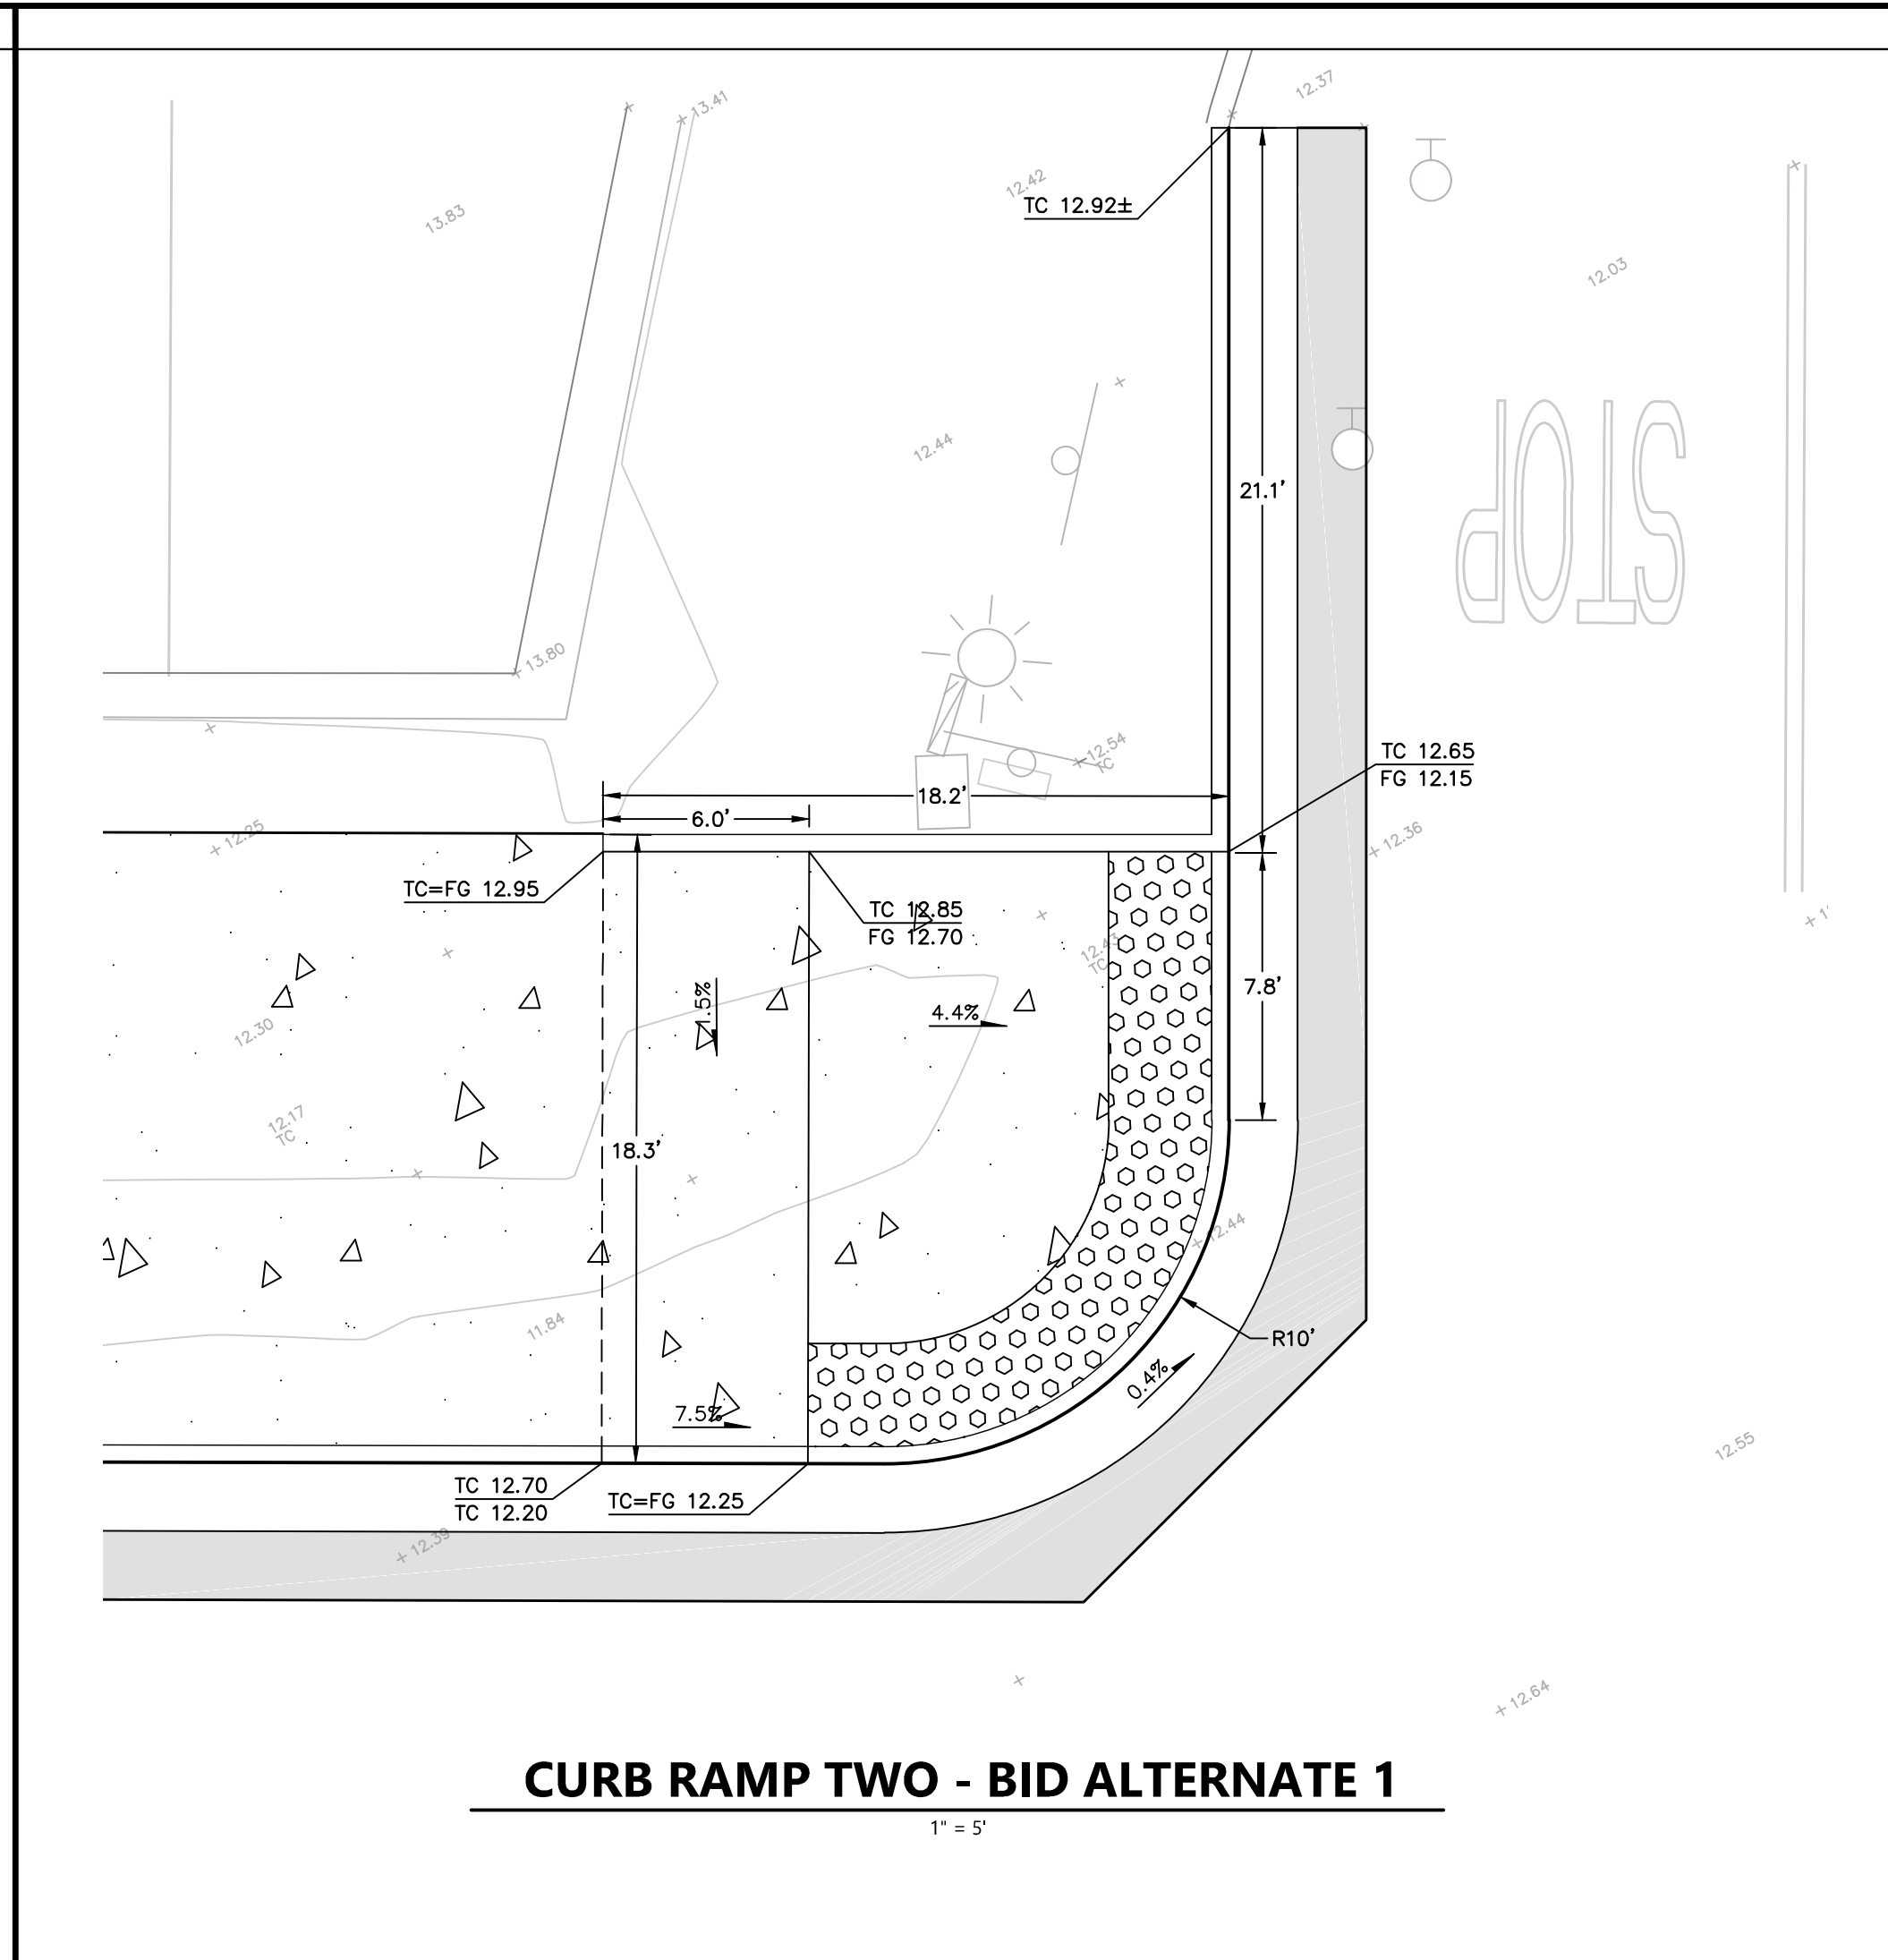 12.37
13.41
12.42
TC 12.92±
13.83
12.03
12.44
STOP
21.1'
13.80
12.54
TC
TC 12.65
FG 12.15
18.2'
6.0'
12.25
12.36
TC=FG 12.95
TC 12.85
FG 12.70
12.43
TC
7.8'
1.5%
4.4%
12.30
12.17
TC
18.3'
12.44
11.84
R10'
0.4%
7.5%
12.55
TC 12.70
TC 12.20
TC=FG 12.25
12.39
12.64
CURB RAMP TWO - BID ALTERNATE 1
1" = 5'